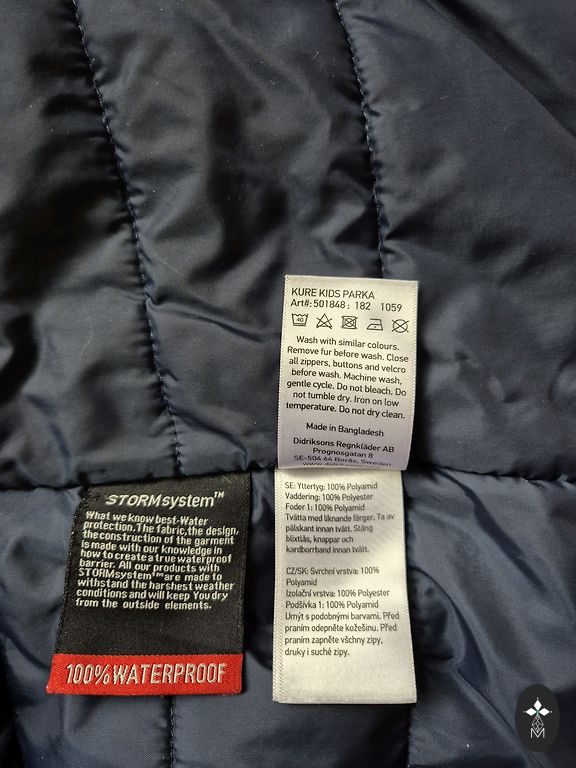 KURE KIDS PARKA
Art#: 501848 ; 182 1059
40
Wash with similar colours.
Remove fur before wash. Close
all zippers, buttons and velcro
before wash. Machine wash,
gentle cycle. Do not bleach. Do
not tumble dry. Iron on low
temperature. Do not dry clean.
Made in Bangladesh
Didriksons Regnkläder AB
Prognosgatan 8
SE-504 64 Borås, Sweden
STORMsystem™
What we know best-Water
protection.The fabric,the design,
the construction of the garment
is made with our knowledge in
how to create a true waterproof
barrier. All our products with
STORMsystem™are made to
withstand the harshest weather
conditions and will keep You dry
from the outside elements.
100%WATERPROOF
SE: Yttertyg: 100% Polyamid
Vaddering: 100% Polyester
Foder 1: 100% Polyamid
Tvätta med liknande färger. Ta av
pälskant innan tvätt. Stäng
blixtlås, knappar och
kardborrband innan tvätt.
CZ/SK: Svrchní vrstva: 100%
Polyamid
Izolační vrstva: 100% Polyester
Podšívka 1: 100% Polyamid
Umýt s podobnými barvami. Před
praním odepněte kožešinu. Před
praním zapněte všchny zipy,
druky i suché zipy.
M